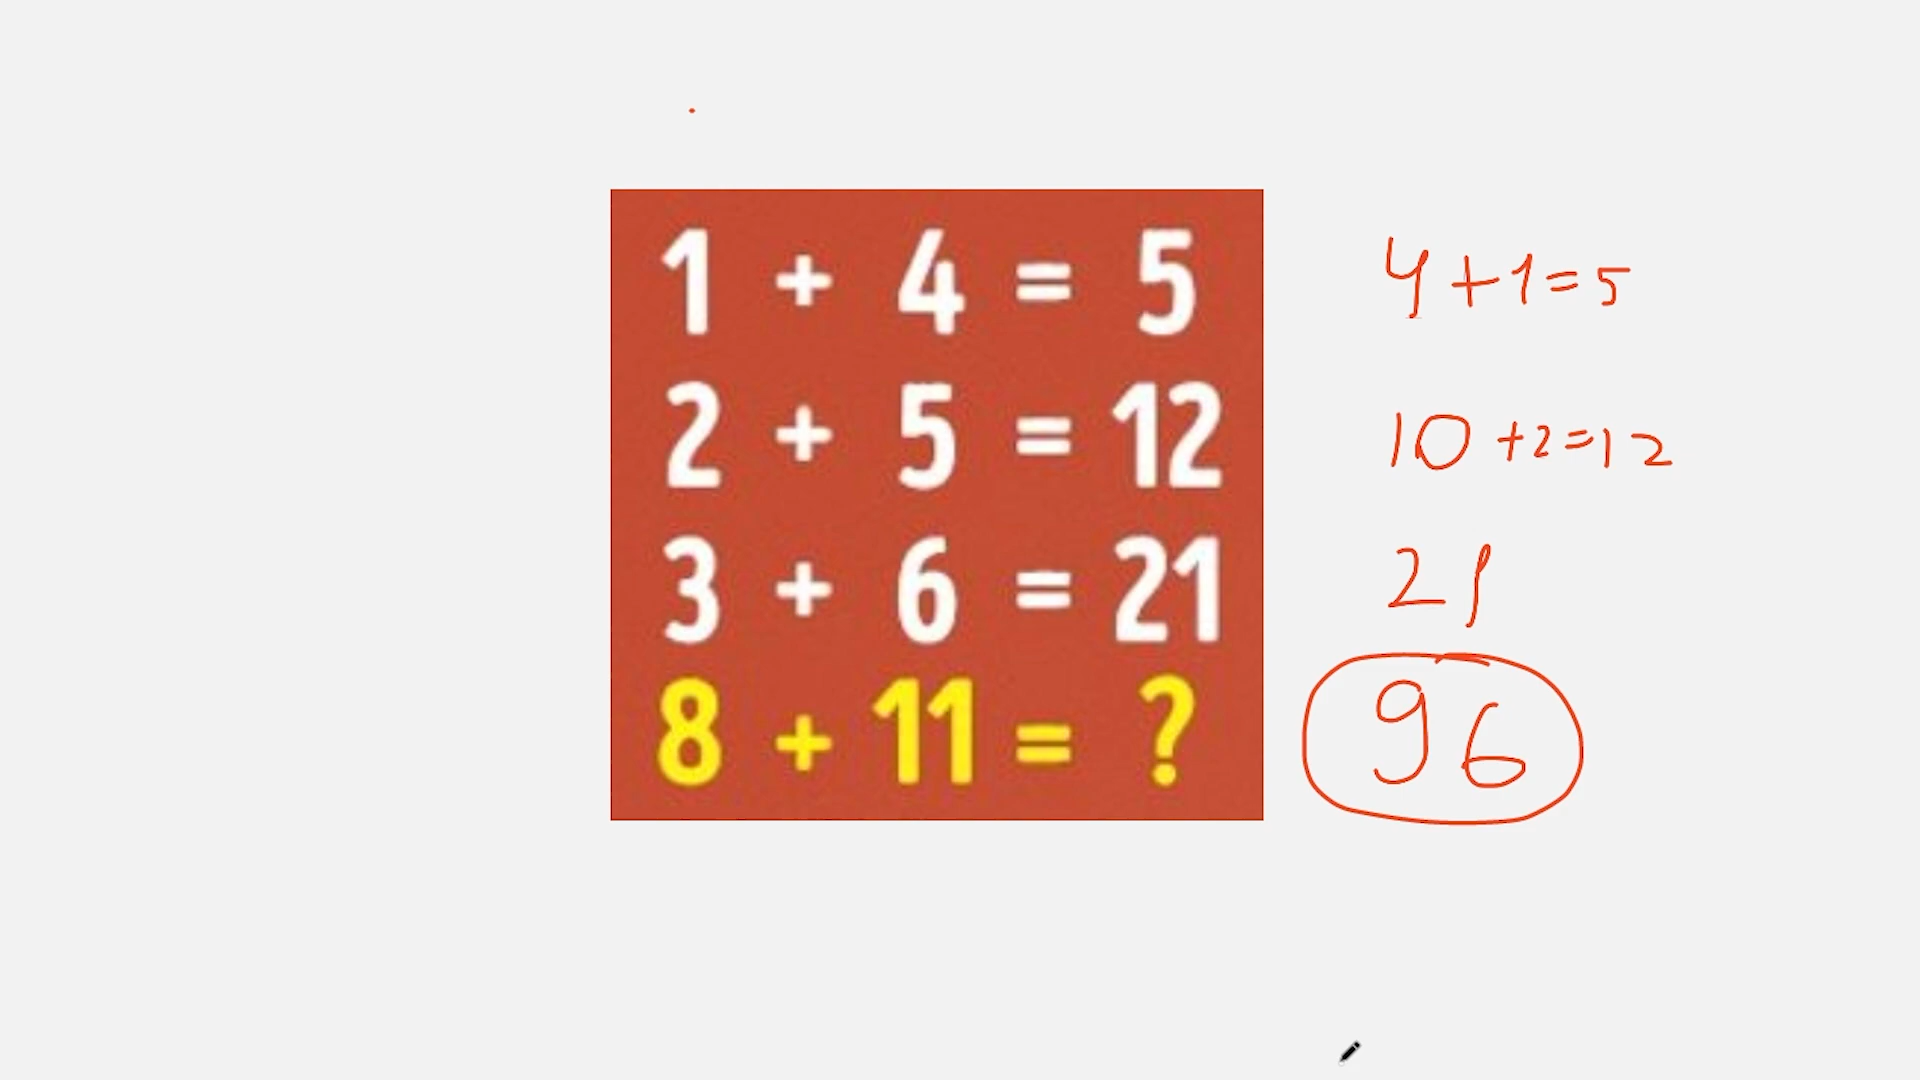 1 + 4 = 5
2 + 5 = 12
3 + 6 = 21
8 + 11 = ?
4+1=5
10+2=12
21
96